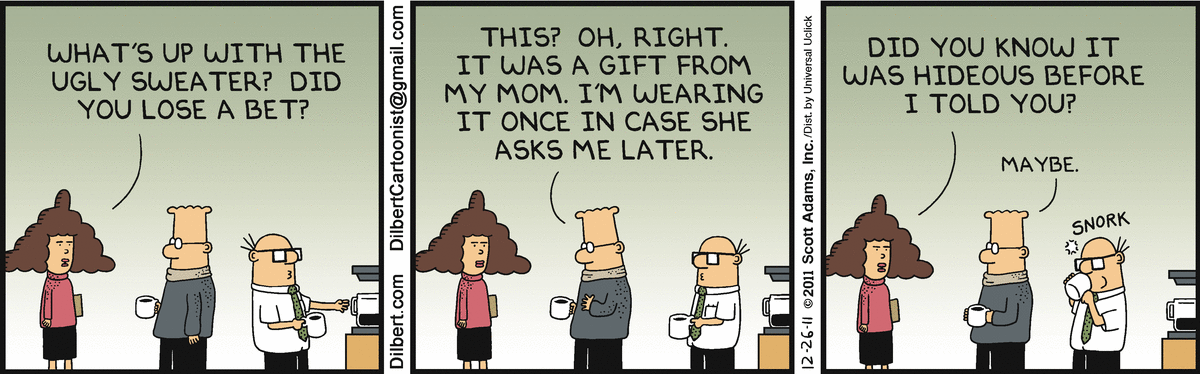 WHAT'S UP WITH THE
UGLY SWEATER? DID
YOU LOSE A BET?
Dilbert.com DilbertCartoonist@gmail.com
THIS? OH, RIGHT.
IT WAS A GIFT FROM
MY MOM. I'M WEARING
IT ONCE IN CASE SHE
ASKS ME LATER.
12-26-11 ©2011 Scott Adams, Inc. /Dist. by Universal Uclick
DID YOU KNOW IT
WAS HIDEOUS BEFORE
I TOLD YOU?
MAYBE.
SNORK